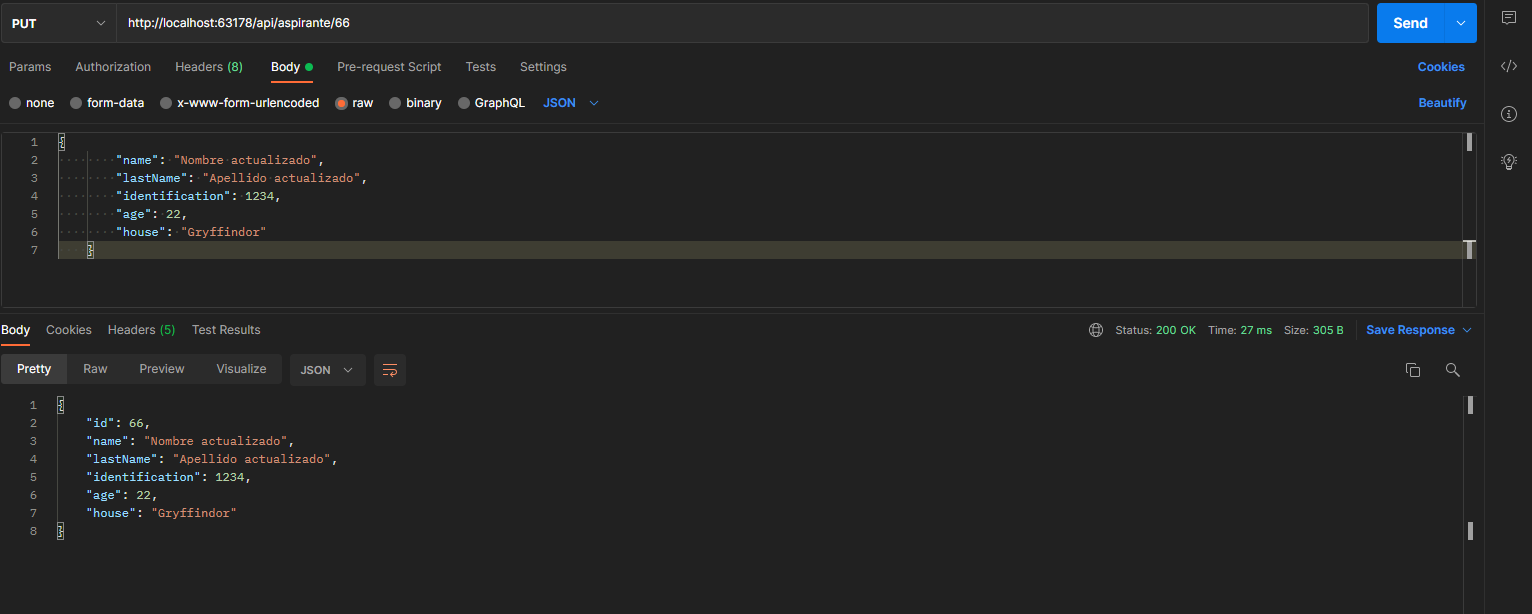 PUT http://localhost:63178/api/aspirante/66 Send
Params Authorization Headers (8) Body Pre-request Script Tests Settings Cookies
none form-data x-www-form-urlencoded raw binary GraphQL JSON Beautify
1 {
2 "name": "Nombre actualizado",
3 "lastName": "Apellido actualizado",
4 "identification": 1234,
5 "age": 22,
6 "house": "Gryffindor"
7 }
Body Cookies Headers (5) Test Results Status: 200 OK Time: 27 ms Size: 305 B Save Response
Pretty Raw Preview Visualize JSON
1 {
2 "id": 66,
3 "name": "Nombre actualizado",
4 "lastName": "Apellido actualizado",
5 "identification": 1234,
6 "age": 22,
7 "house": "Gryffindor"
8 }